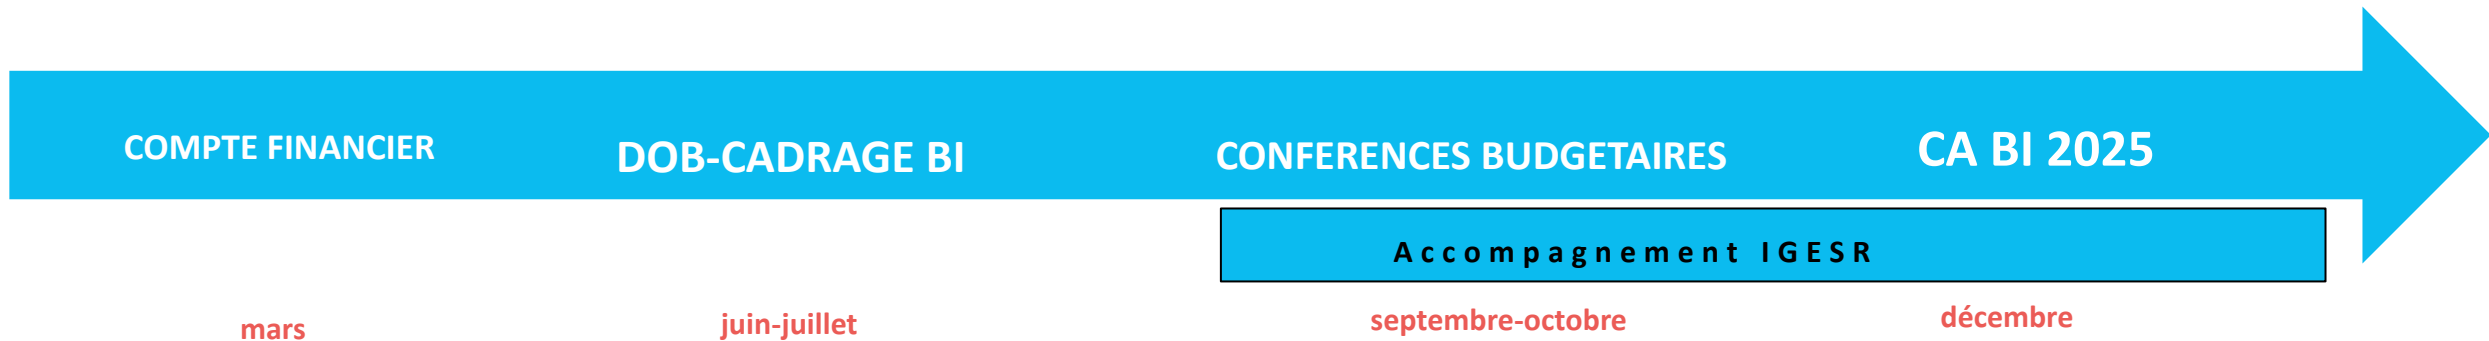 COMPTE FINANCIER
DOB-CADRAGE BI
CONFERENCES BUDGETAIRES
CA BI 2025
Accompagnement IGESR
mars
juin-juillet
septembre-octobre
décembre